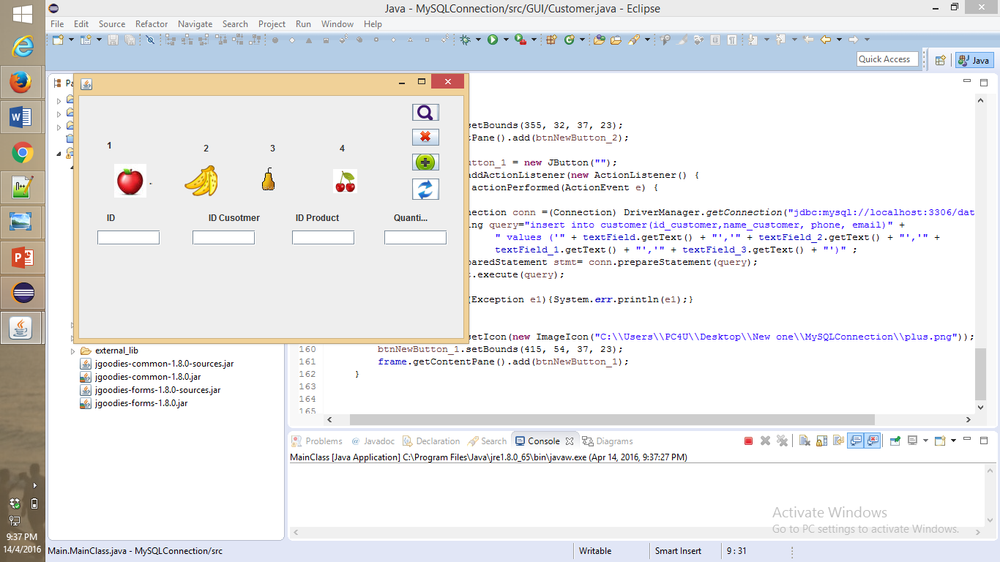 Java - MySQLConnection/src/GUI/Customer.java - Eclipse
File Edit Source Refactor Navigate Search Project Run Window Help
Quick Access
Java
Pa
1 2 3 4
ID ID Cusotmer ID Product Quanti...
setBounds(355, 32, 37, 23);
tPane().add(btnNewButton_2);
utton_1 = new JButton("");
addActionListener(new ActionListener() {
actionPerformed(ActionEvent e) {
nection conn =(Connection) DriverManager.getConnection("jdbc:mysql://localhost:3306/dat
ing query="insert into customer(id_customer,name_customer, phone, email)" +
" values ('" + textField.getText() + "','" + textField_2.getText() + "','" +
textField_1.getText() + "','" + textField_3.getText() + "')" ;
paredStatement stmt= conn.prepareStatement(query);
t.execute(query);
(Exception e1){System.err.println(e1);}
setIcon(new ImageIcon("C:\\Users\\PC4U\\Desktop\\New one\\MySQLConnection\\plus.png"));
160 btnNewButton_1.setBounds(415, 54, 37, 23);
161 frame.getContentPane().add(btnNewButton_1);
162 }
163
164
165
external_lib
jgoodies-common-1.8.0-sources.jar
jgoodies-common-1.8.0.jar
jgoodies-forms-1.8.0-sources.jar
jgoodies-forms-1.8.0.jar
Problems @ Javadoc Declaration Search Console Diagrams
MainClass [Java Application] C:\Program Files\Java\jre1.8.0_65\bin\javaw.exe (Apr 14, 2016, 9:37:27 PM)
Activate Windows
Go to PC settings to activate Windows.
9:37 PM
14/4/2016
Main.MainClass.java - MySQLConnection/src
Writable
Smart Insert
9 : 31